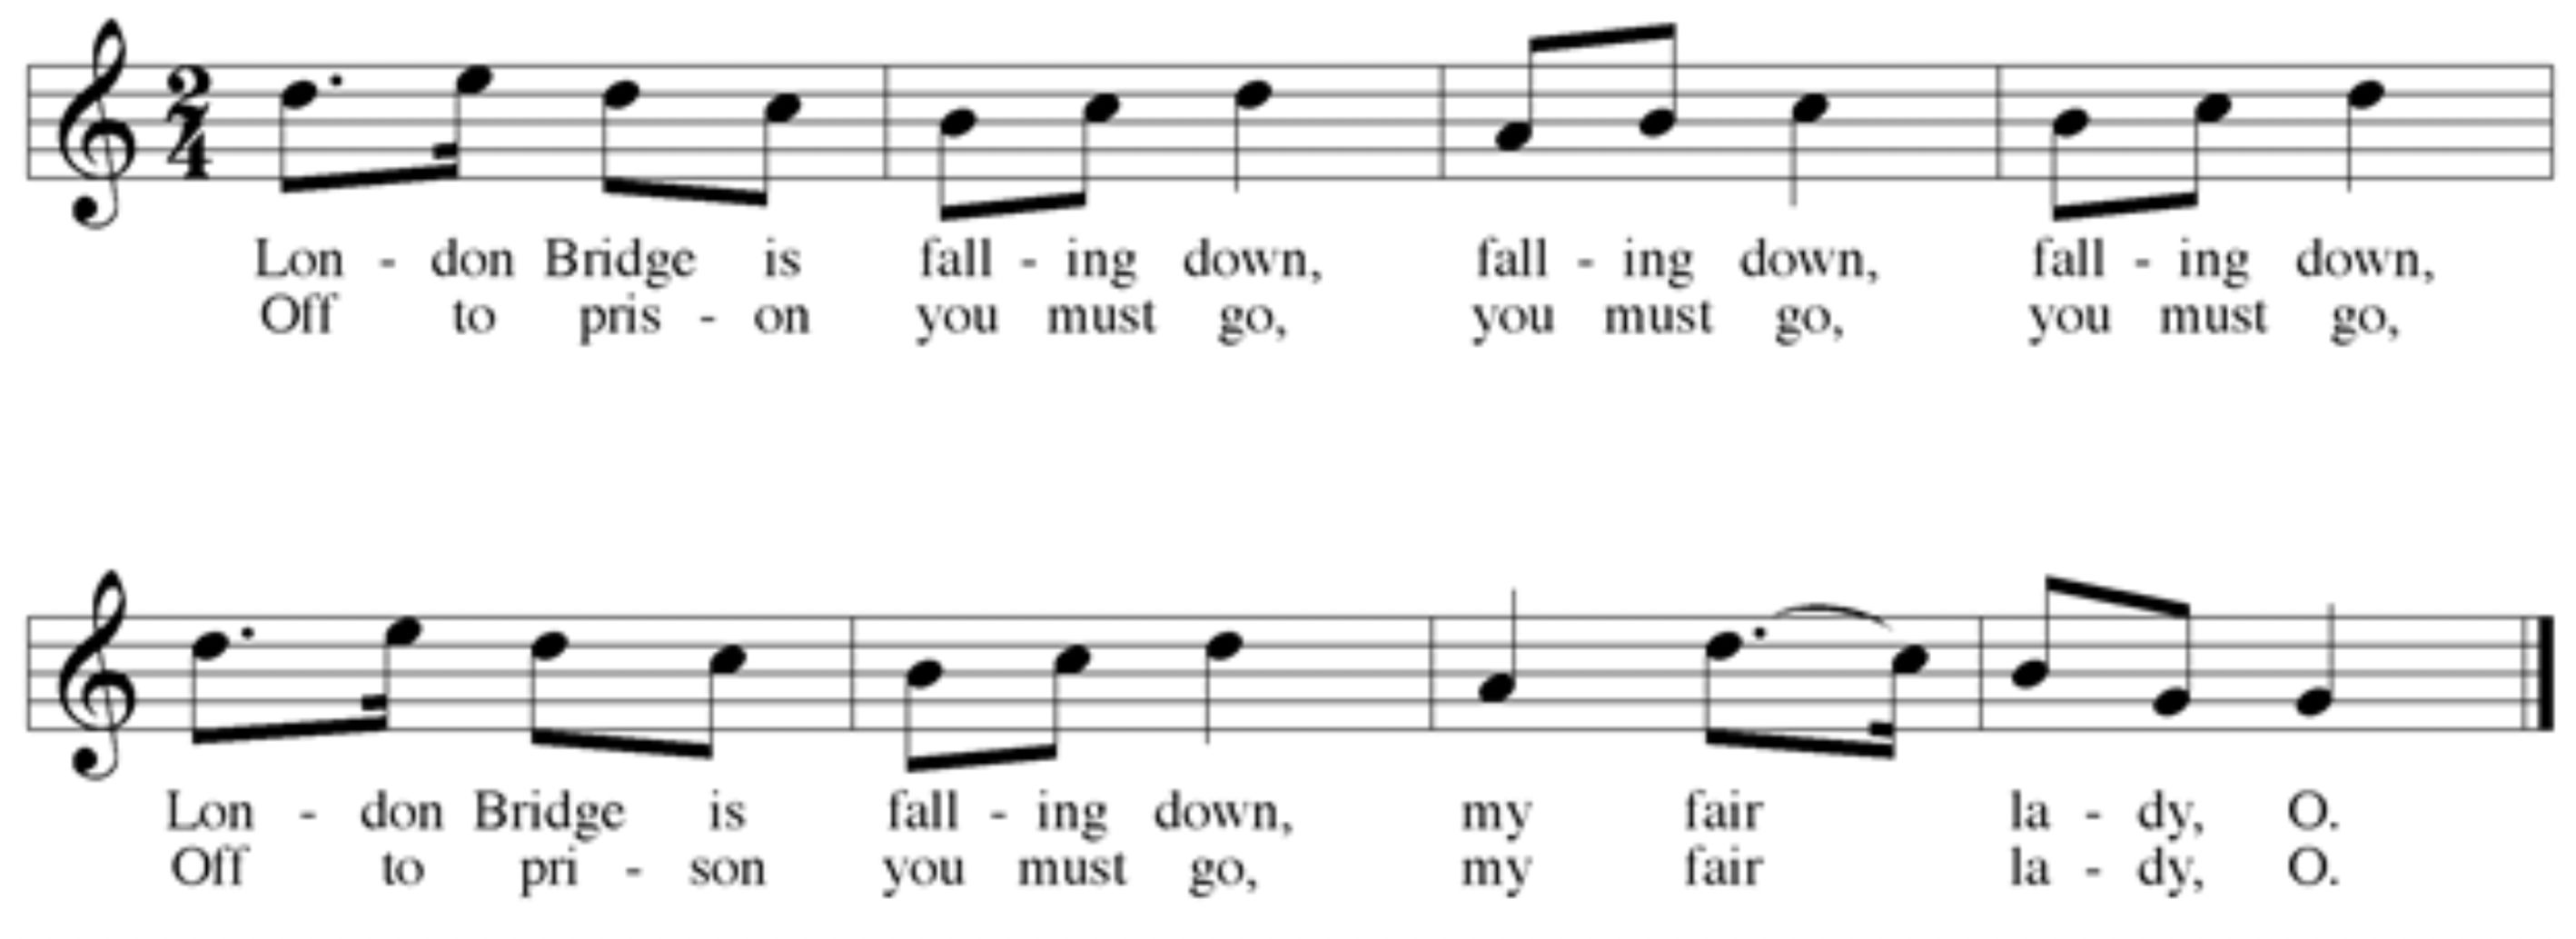 2
4
Lon - don Bridge is fall - ing down, fall - ing down, fall - ing down,
Off to pris - on you must go, you must go, you must go,
Lon - don Bridge is fall - ing down, my fair la - dy, O.
Off to pri - son you must go, my fair la - dy, O.